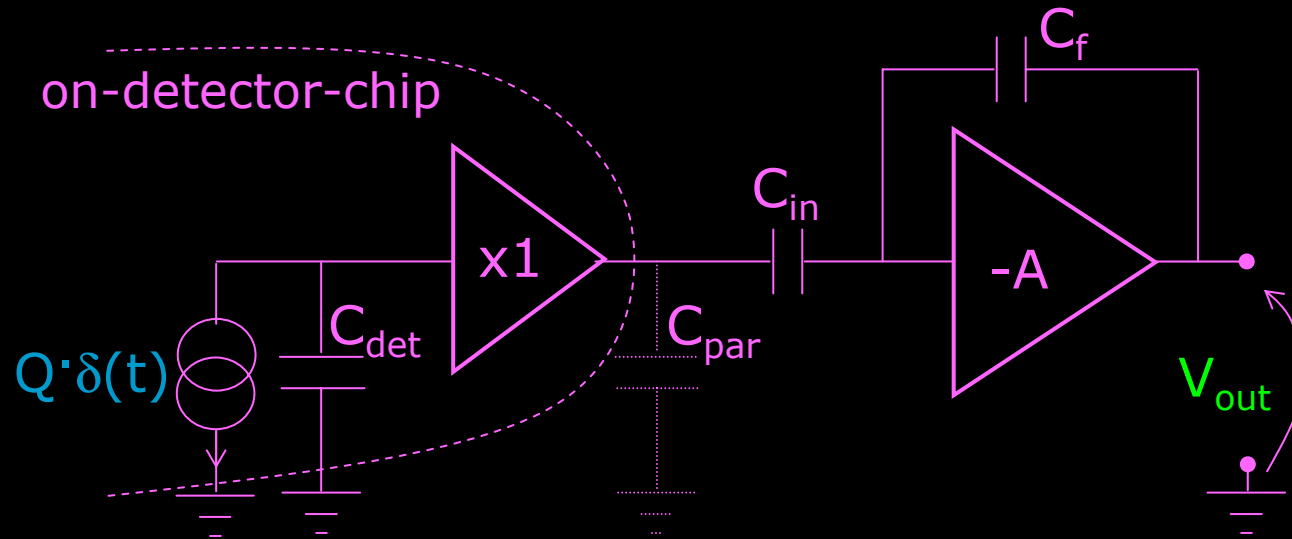 C_f
on-detector-chip
C_in
x1
-A
C_det
C_par
Q·δ(t)
V_out